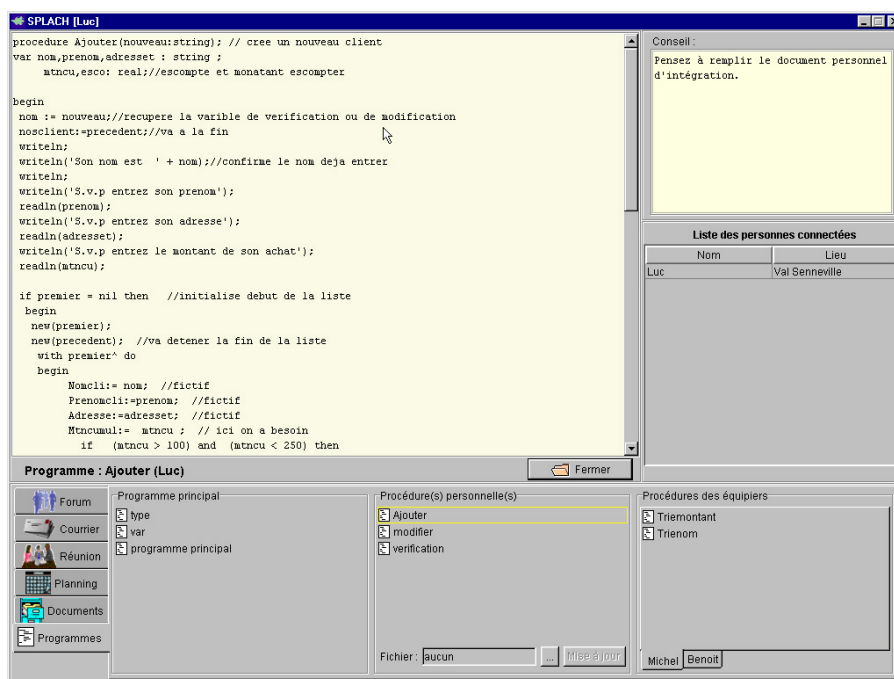 SPLACH [Luc]
procedure Ajouter(nouveau:string); // cree un nouveau client
var nom,prenom,adresset : string ;
mtncu,esco: real;//escompte et monatant escompter
begin
nom := nouveau;//recupere la varible de verification ou de modification
nosclient:=precedent;//va a la fin
writeln;
writeln('Son nom est  ' + nom);//confirme le nom deja entrer
writeln;
writeln('S.v.p entrez son prenom');
readln(prenom);
writeln('S.v.p entrez son adresse');
readln(adresset);
writeln('S.v.p entrez le montant de son achat');
readln(mtncu);
if premier = nil then   //initialise debut de la liste
begin
new(premier);
new(precedent);  //va detener la fin de la liste
with premier^ do
begin
Nomcli:= nom;  //fictif
Prenomcli:=prenom;  //fictif
Adresse:=adresset;  //fictif
Mtncumul:=  mtncu ;  // ici on a besoin
if   (mtncu > 100) and  (mtncu < 250) then
Programme : Ajouter (Luc)
Fermer
Conseil :
Pensez à remplir le document personnel
d'intégration.
Liste des personnes connectées
Nom Lieu
Luc Val Senneville
Forum
Courrier
Réunion
Planning
Documents
Programmes
Programme principal
type
var
programme principal
Procédure(s) personnelle(s)
Ajouter
modifier
verification
Fichier : aucun ... Mise à jour
Procédures des équipiers
Triemontant
Trienom
Michel Benoit